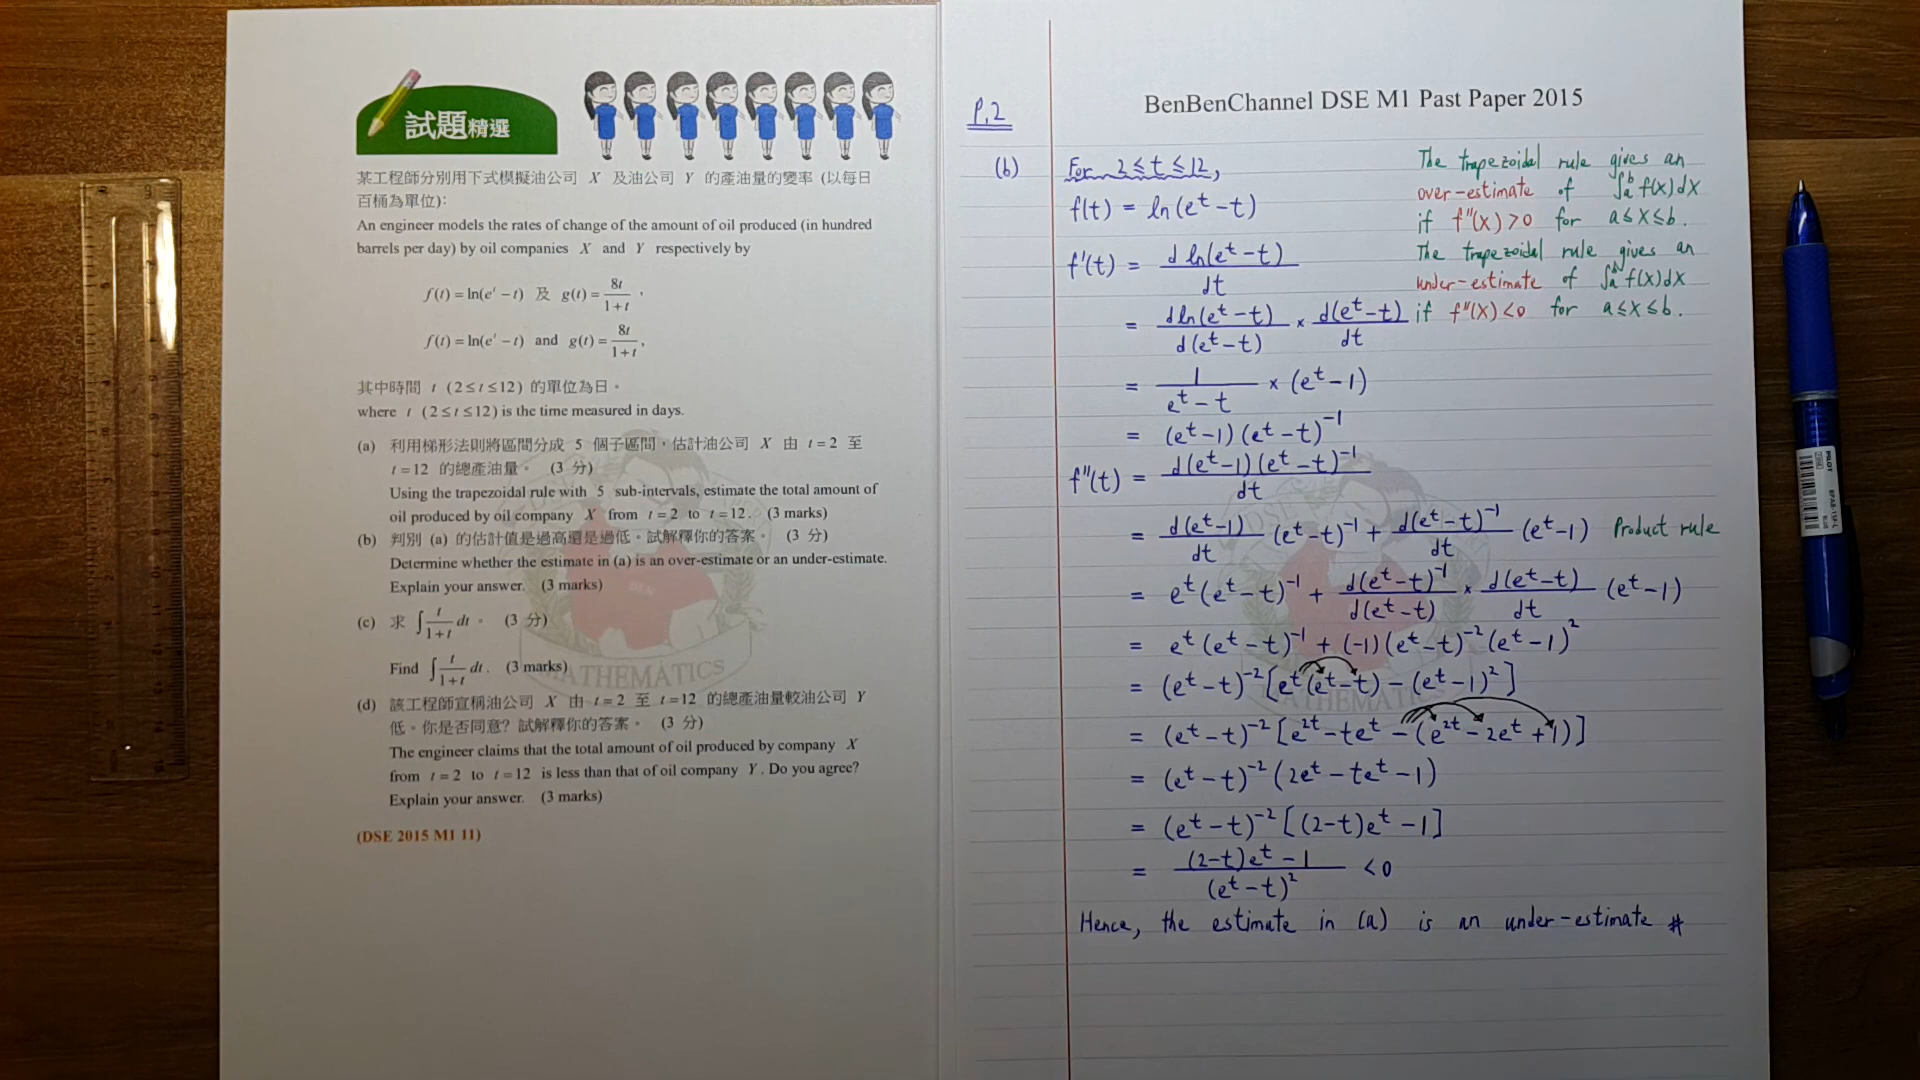 試題精選
某工程師分別用下式模擬油公司 X 及油公司 Y 的產油量的變率 (以每日
百桶為單位):
An engineer models the rates of change of the amount of oil produced (in hundred
barrels per day) by oil companies X and Y respectively by
f(t) = ln(e^t − t) 及 g(t) = 8t/(1+t) ,
f(t) = ln(e^t − t) and g(t) = 8t/(1+t) ,
其中時間 t (2≤t≤12) 的單位為日。
where t (2≤t≤12) is the time measured in days.
(a) 利用梯形法則將區間分成 5 個子區間,估計油公司 X 由 t=2 至
t=12 的總產油量。 (3 分)
Using the trapezoidal rule with 5 sub-intervals, estimate the total amount of
oil produced by oil company X from t=2 to t=12. (3 marks)
(b) 判別 (a) 的估計值是過高還是過低。試解釋你的答案。 (3 分)
Determine whether the estimate in (a) is an over-estimate or an under-estimate.
Explain your answer. (3 marks)
(c) 求 ∫ t/(1+t) dt 。 (3 分)
Find ∫ t/(1+t) dt . (3 marks)
(d) 該工程師宣稱油公司 X 由 t=2 至 t=12 的總產油量較油公司 Y
低。你是否同意? 試解釋你的答案。 (3 分)
The engineer claims that the total amount of oil produced by company X
from t=2 to t=12 is less than that of oil company Y. Do you agree?
Explain your answer. (3 marks)
(DSE 2015 M1 11)
BEN
MATHEMATICS
BenBenChannel DSE M1 Past Paper 2015
P.2
(b) For 2≤t≤12,
f(t) = ln(e^t − t)
f'(t) = d ln(e^t − t)/dt
= d ln(e^t − t)/d(e^t − t) × d(e^t − t)/dt
= 1/(e^t − t) × (e^t − 1)
= (e^t − 1)(e^t − t)^−1
f''(t) = d(e^t − 1)(e^t − t)^−1/dt
= d(e^t − 1)/dt (e^t − t)^−1 + d(e^t − t)^−1/dt (e^t − 1) Product rule
= e^t(e^t − t)^−1 + d(e^t − t)^−1/d(e^t − t) × d(e^t − t)/dt (e^t − 1)
= e^t(e^t − t)^−1 + (−1)(e^t − t)^−2(e^t − 1)^2
= (e^t − t)^−2[e^t(e^t − t) − (e^t − 1)^2]
= (e^t − t)^−2[e^2t − te^t − (e^2t − 2e^t + 1)]
= (e^t − t)^−2(2e^t − te^t − 1)
= (e^t − t)^−2[(2−t)e^t − 1]
= ((2−t)e^t − 1)/(e^t − t)^2 < 0
Hence, the estimate in (a) is an under-estimate #
The trapezoidal rule gives an
over-estimate of ∫_a^b f(x)dx
if f''(x)>0 for a≤x≤b.
The trapezoidal rule gives an
under-estimate of ∫_a^b f(x)dx
if f''(x)<0 for a≤x≤b.
DSE
MATHEMATICS
PILOT